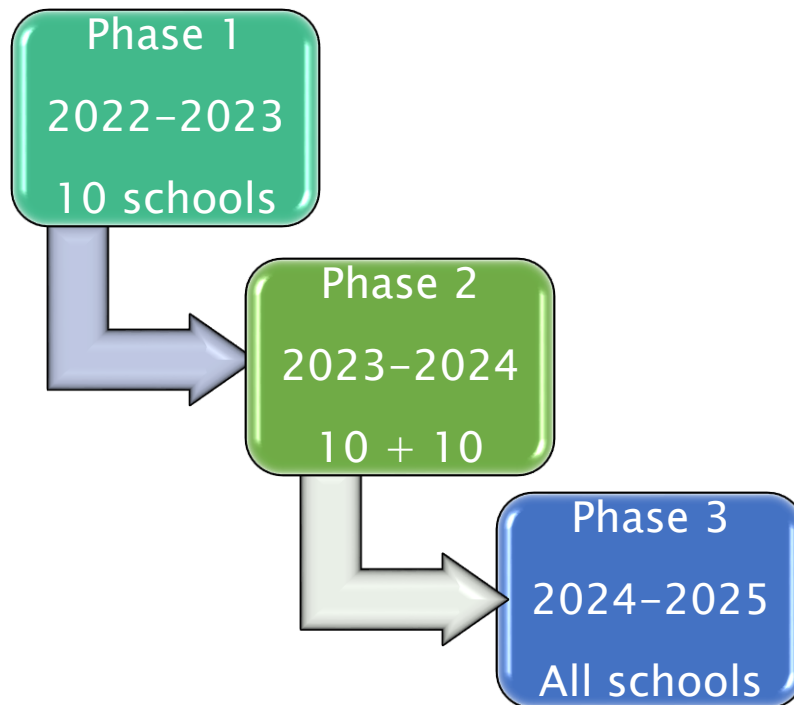 Phase 1
2022–2023
10 schools
Phase 2
2023–2024
10 + 10
Phase 3
2024–2025
All schools